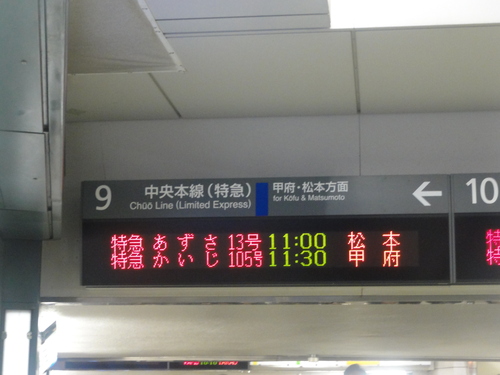 9 中央本線(特急) 甲府・松本方面 ←
Chūō Line (Limited Express) for Kōfu & Matsumoto
特急 あずさ 13号 11:00 松本
特急 かいじ 105号 11:30 甲府
10
特
特